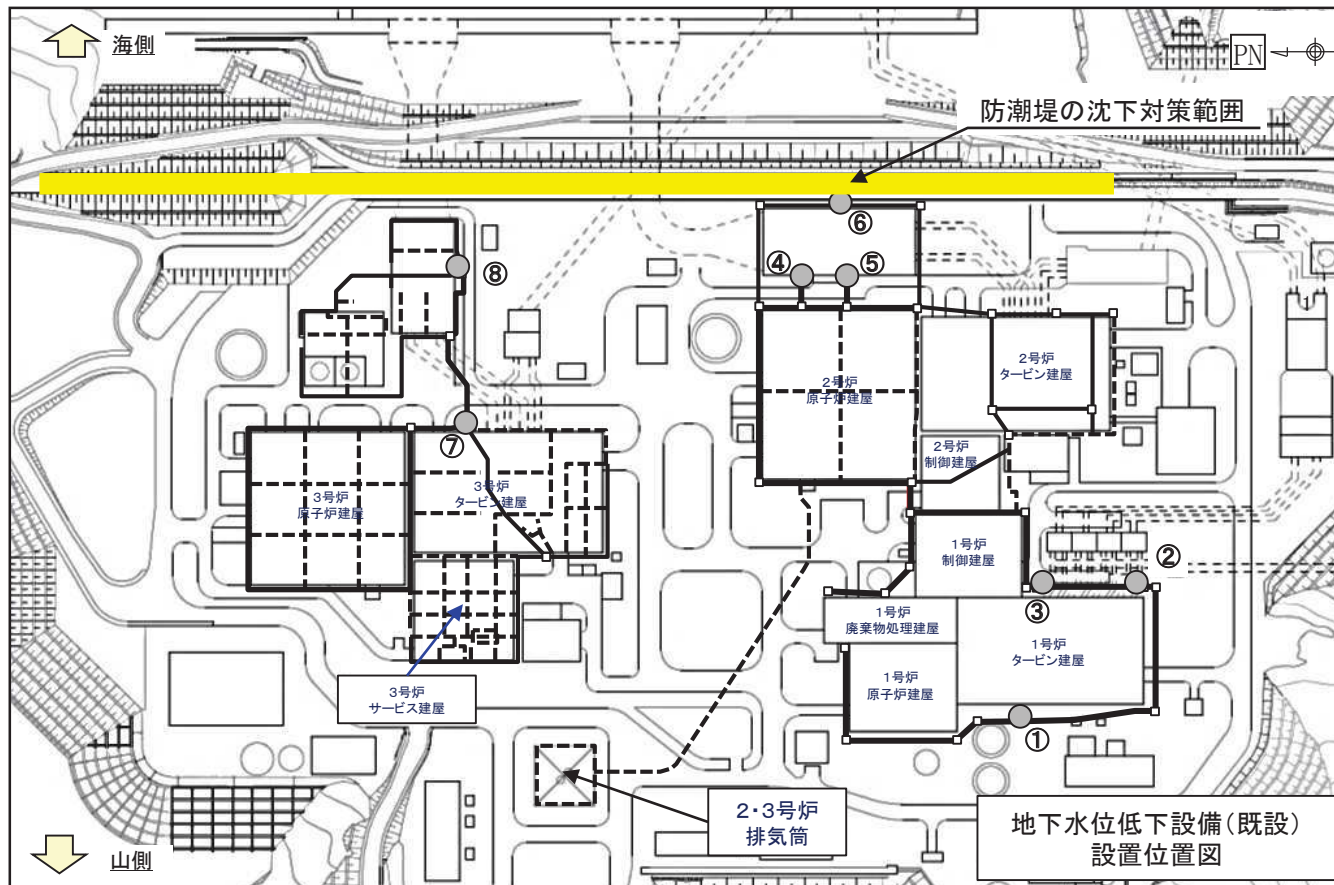 海側
PN
防潮堤の沈下対策範囲
⑥
④
⑤
⑧
2号炉
原子炉建屋
2号炉
タービン建屋
⑦
2号炉
制御建屋
3号炉
原子炉建屋
3号炉
タービン建屋
1号炉
制御建屋
②
③
1号炉
廃棄物処理建屋
1号炉
タービン建屋
1号炉
原子炉建屋
3号炉
サービス建屋
①
2・3号炉
排気筒
地下水位低下設備(既設)
設置位置図
山側